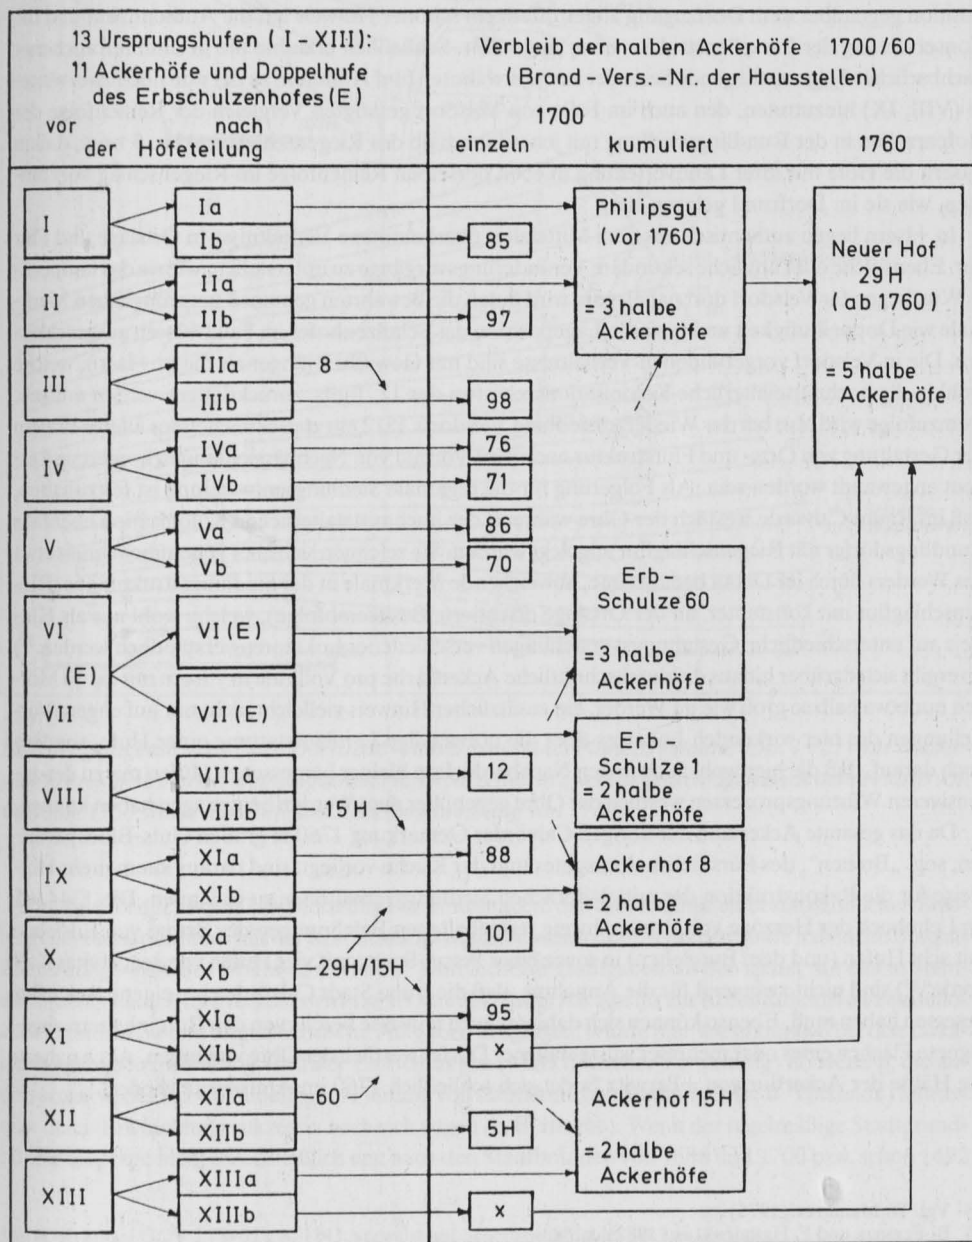 13 Ursprungshufen (I-XIII):
11 Ackerhöfe und Doppelhufe
des Erbschulzenhofes (E)
vor nach
der Höfeteilung
Verbleib der halben Ackerhöfe 1700/60
(Brand-Vers.-Nr. der Hausstellen)
1700 1760
einzeln kumuliert
I
Ia
Ib
85
II
IIa
IIb
97
III
IIIa
8
IIIb
98
IV
IVa
76
IVb
71
V
Va
86
Vb
70
VI
(E)
VII
VI (E)
VII (E)
VIII
VIIIa
12
VIIIb
15H
IX
XIa
88
XIb
X
Xa
101
Xb
29H/15H
XI
XIa
95
XIb
x
XII
XIIa
60
XIIb
5H
XIII
XIIIa
XIIIb
x
Philipsgut
(vor 1760)
= 3 halbe
Ackerhöfe
Erb-
Schulze 60
= 3 halbe
Ackerhöfe
Erb-
Schulze 1
= 2 halbe
Ackerhöfe
Ackerhof 8
= 2 halbe
Ackerhöfe
Ackerhof 15H
= 2 halbe
Ackerhöfe
Neuer Hof
29H
(ab 1760)
= 5 halbe
Ackerhöfe